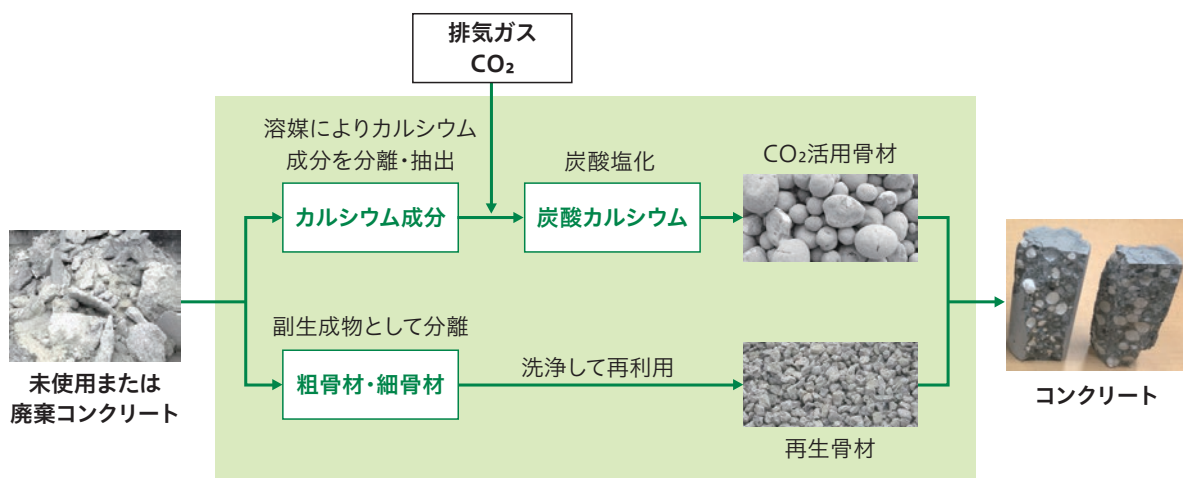 排気ガス
CO₂
溶媒によりカルシウム
成分を分離・抽出
炭酸塩化
CO₂活用骨材
カルシウム成分
炭酸カルシウム
未使用または
廃棄コンクリート
副生成物として分離
粗骨材・細骨材
洗浄して再利用
再生骨材
コンクリート